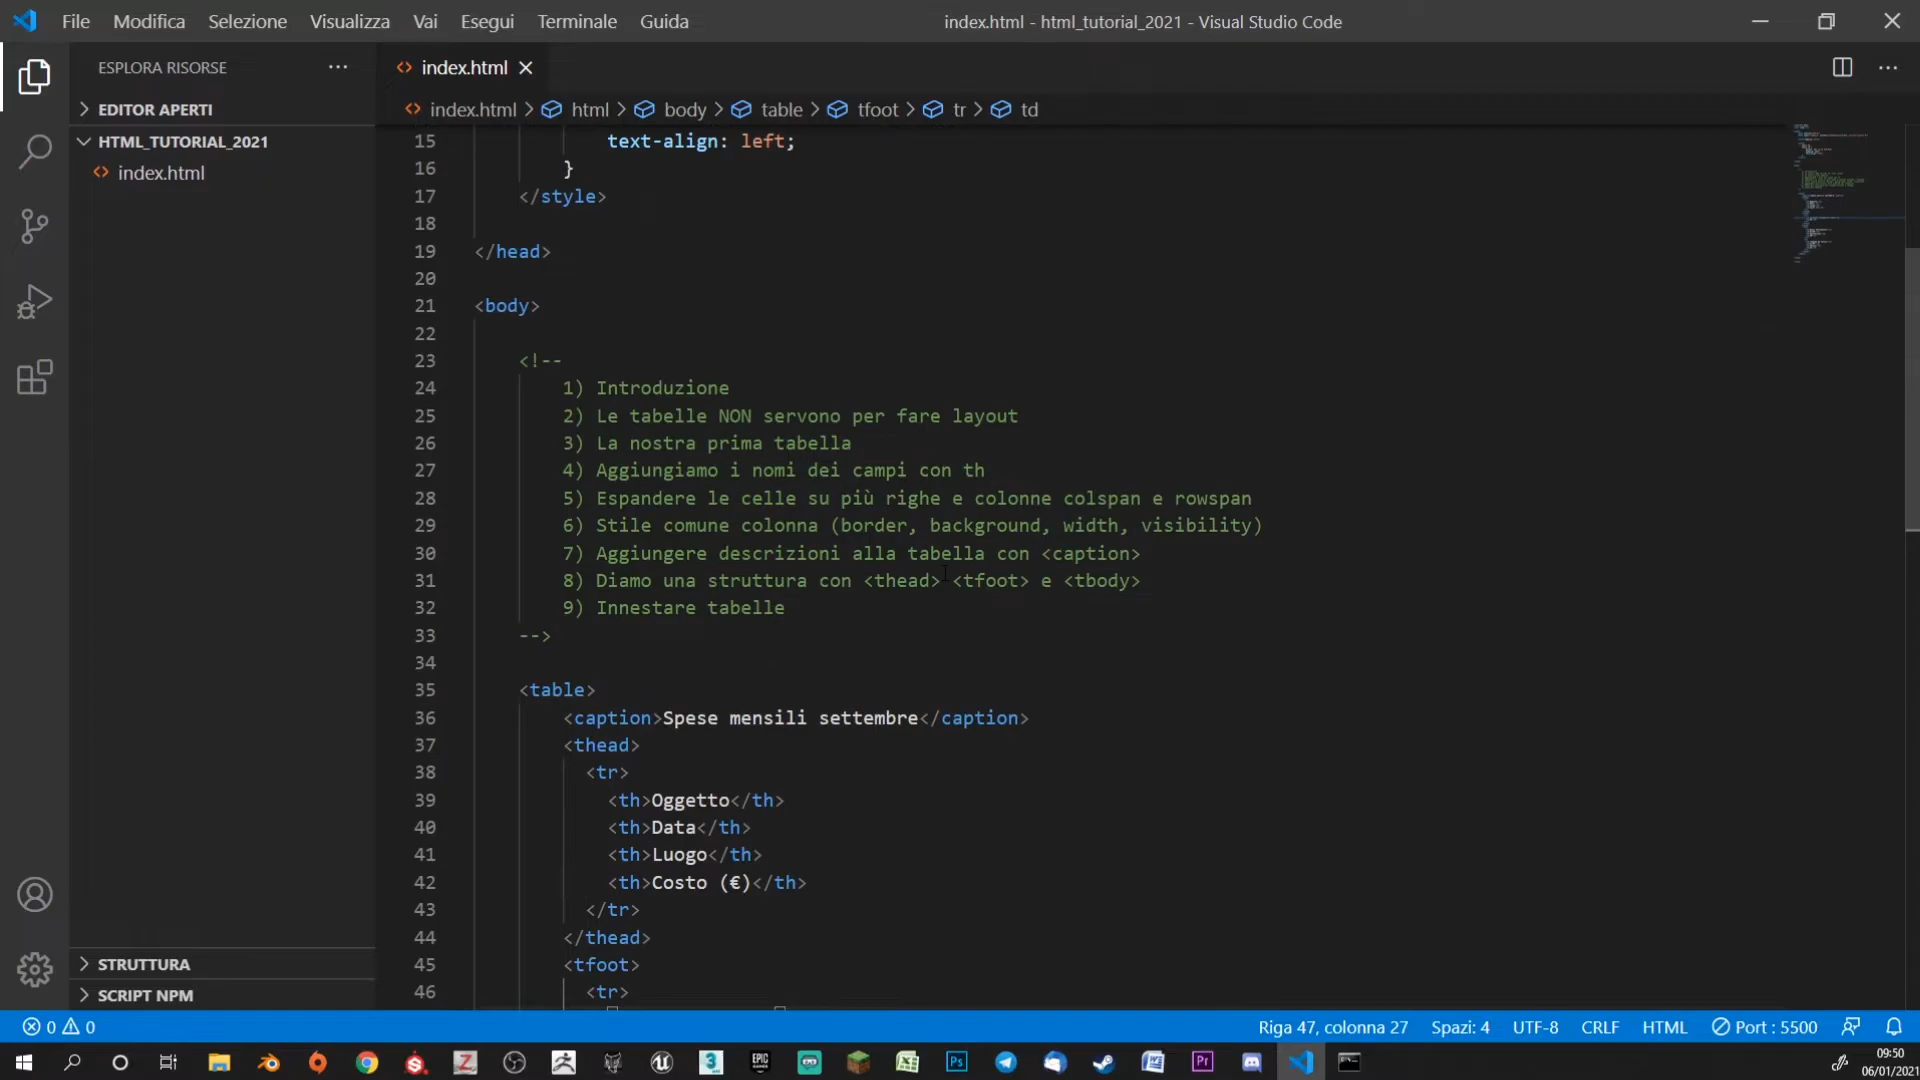 File Modifica Selezione Visualizza Vai Esegui Terminale Guida index.html - html_tutorial_2021 - Visual Studio Code
ESPLORA RISORSE
EDITOR APERTI
HTML_TUTORIAL_2021
index.html
STRUTTURA
SCRIPT NPM
index.html
index.html > html > body > table > tfoot > tr > td
15 text-align: left;
16 }
17 </style>
18
19 </head>
20
21 <body>
22
23 <!--
24 1) Introduzione
25 2) Le tabelle NON servono per fare layout
26 3) La nostra prima tabella
27 4) Aggiungiamo i nomi dei campi con th
28 5) Espandere le celle su più righe e colonne colspan e rowspan
29 6) Stile comune colonna (border, background, width, visibility)
30 7) Aggiungere descrizioni alla tabella con <caption>
31 8) Diamo una struttura con <thead> <tfoot> e <tbody>
32 9) Innestare tabelle
33 -->
34
35 <table>
36 <caption>Spese mensili settembre</caption>
37 <thead>
38 <tr>
39 <th>Oggetto</th>
40 <th>Data</th>
41 <th>Luogo</th>
42 <th>Costo (€)</th>
43 </tr>
44 </thead>
45 <tfoot>
46 <tr>
0 0 Riga 47, colonna 27 Spazi: 4 UTF-8 CRLF HTML Port : 5500
09:50
06/01/2021